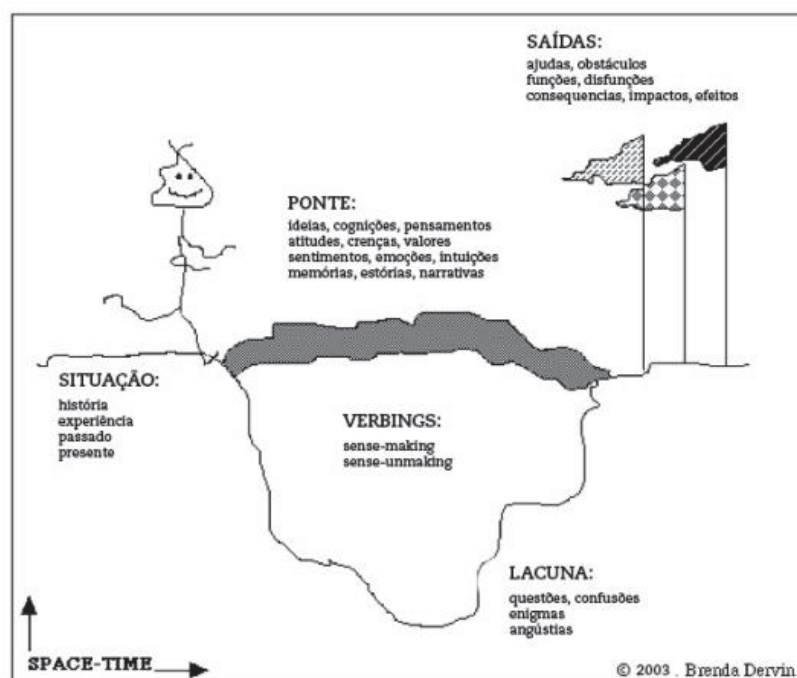 SAÍDAS:
ajudas, obstáculos
funções, disfunções
consequencias, impactos, efeitos
PONTE:
ideias, cognições, pensamentos
atitudes, crenças, valores
sentimentos, emoções, intuições
memórias, estórias, narrativas
SITUAÇÃO:
história
experiência
passado
presente
VERBINGS:
sense-making
sense-unmaking
LACUNA:
questões, confusões
enigmas
angústias
SPACE-TIME
© 2003 . Brenda Dervin